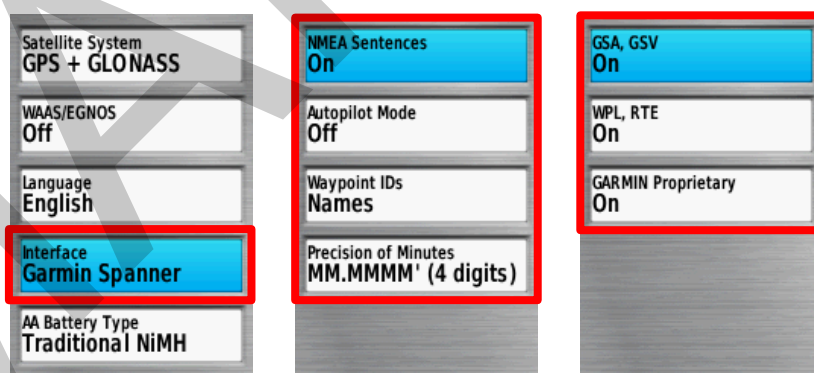 Satellite System
GPS + GLONASS
WAAS/EGNOS
Off
Language
English
Interface
Garmin Spanner
AA Battery Type
Traditional NiMH
NMEA Sentences
On
Autopilot Mode
Off
Waypoint IDs
Names
Precision of Minutes
MM.MMMM' (4 digits)
GSA, GSV
On
WPL, RTE
On
GARMIN Proprietary
On